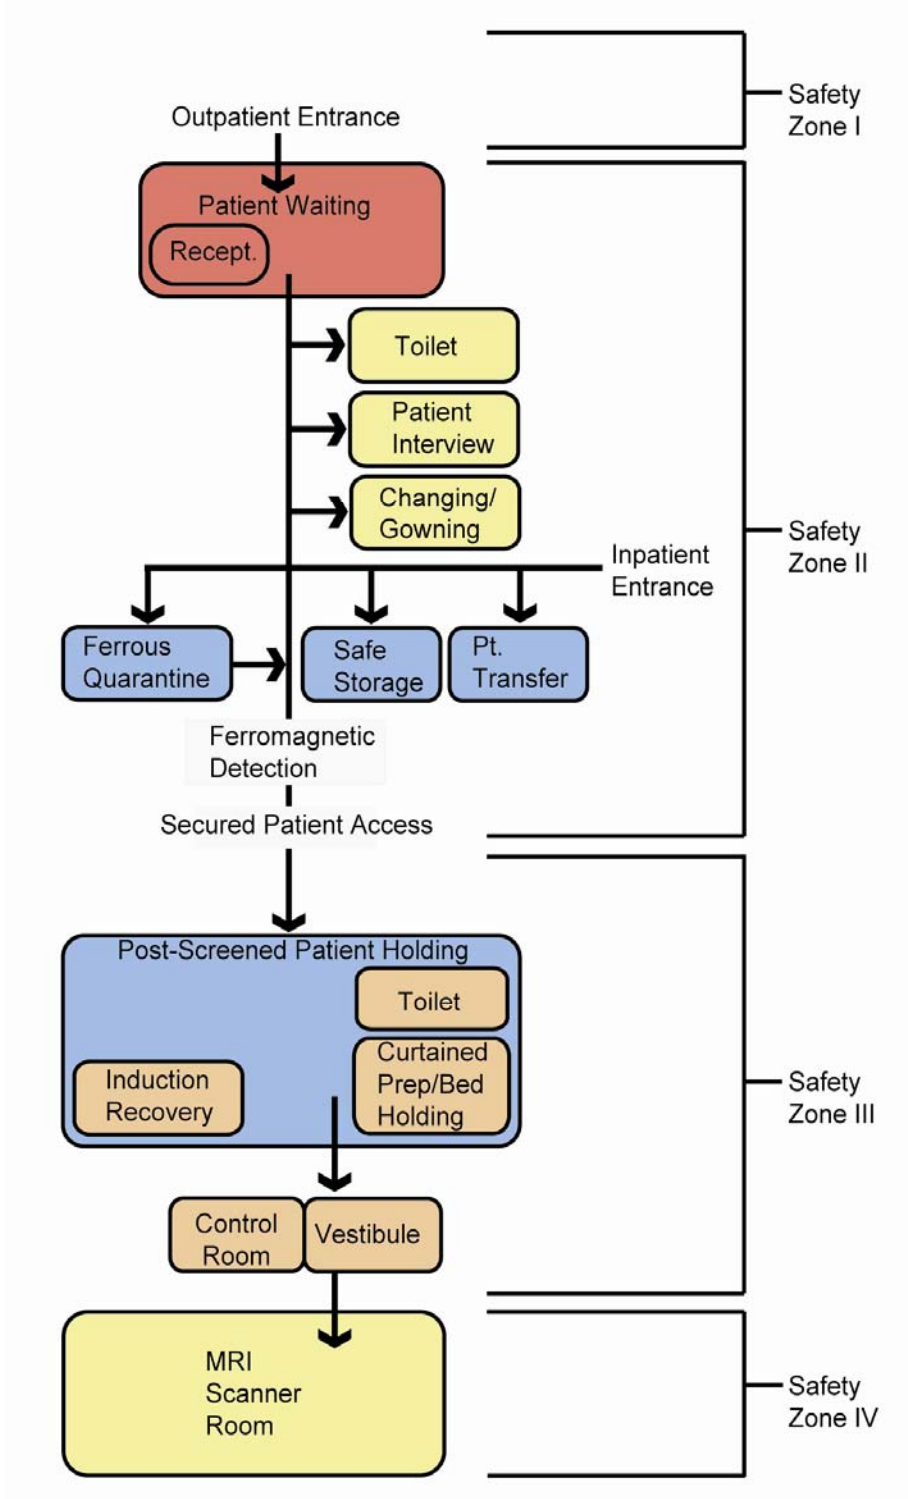 Safety
Zone I
Outpatient Entrance
Patient Waiting
Recept.
Toilet
Patient
Interview
Changing/
Gowning
Safety
Zone II
Inpatient
Entrance
Ferrous
Quarantine
Safe
Storage
Pt.
Transfer
Ferromagnetic
Detection
Secured Patient Access
Post-Screened Patient Holding
Toilet
Curtained
Prep/Bed
Holding
Induction
Recovery
Safety
Zone III
Control
Room
Vestibule
MRI
Scanner
Room
Safety
Zone IV